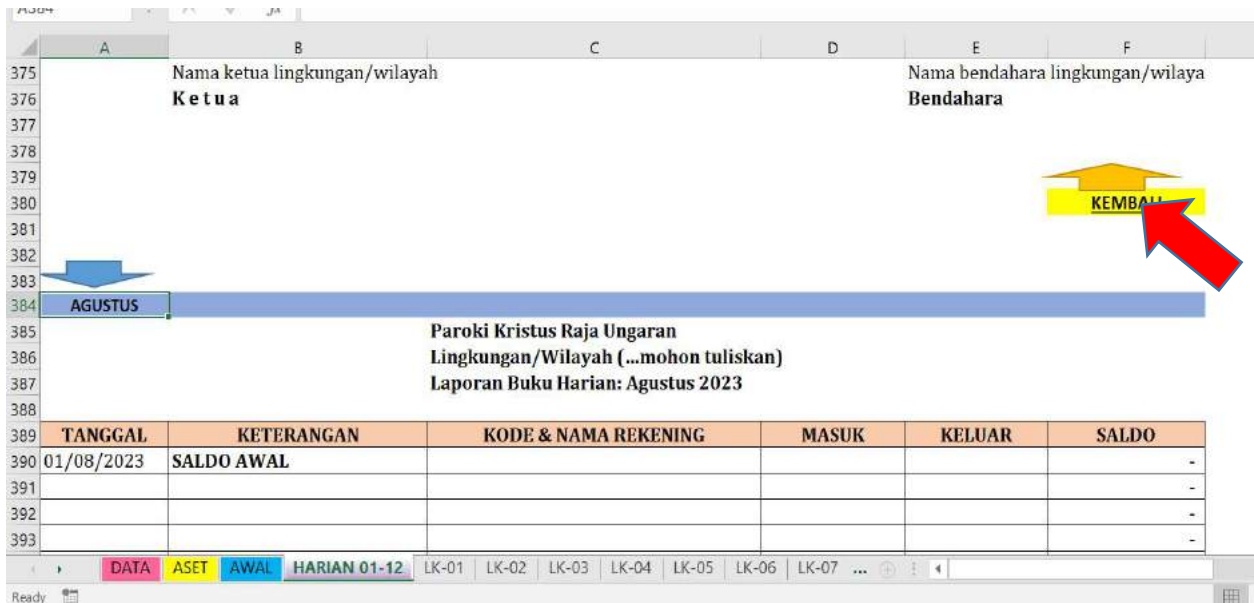 A B C D E F
375 Nama ketua lingkungan/wilayah Nama bendahara lingkungan/wilaya
376 Ketua Bendahara
377
378
379
380
381
382
383
384 AGUSTUS
385 Paroki Kristus Raja Ungaran
386 Lingkungan/Wilayah (...mohon tuliskan)
387 Laporan Buku Harian: Agustus 2023
388
389 TANGGAL KETERANGAN KODE & NAMA REKENING MASUK KELUAR SALDO
390 01/08/2023 SALDO AWAL -
391 -
392 -
393 -
DATA ASET AWAL HARIAN 01-12 LK-01 LK-02 LK-03 LK-04 LK-05 LK-06 LK-07 ...
Ready